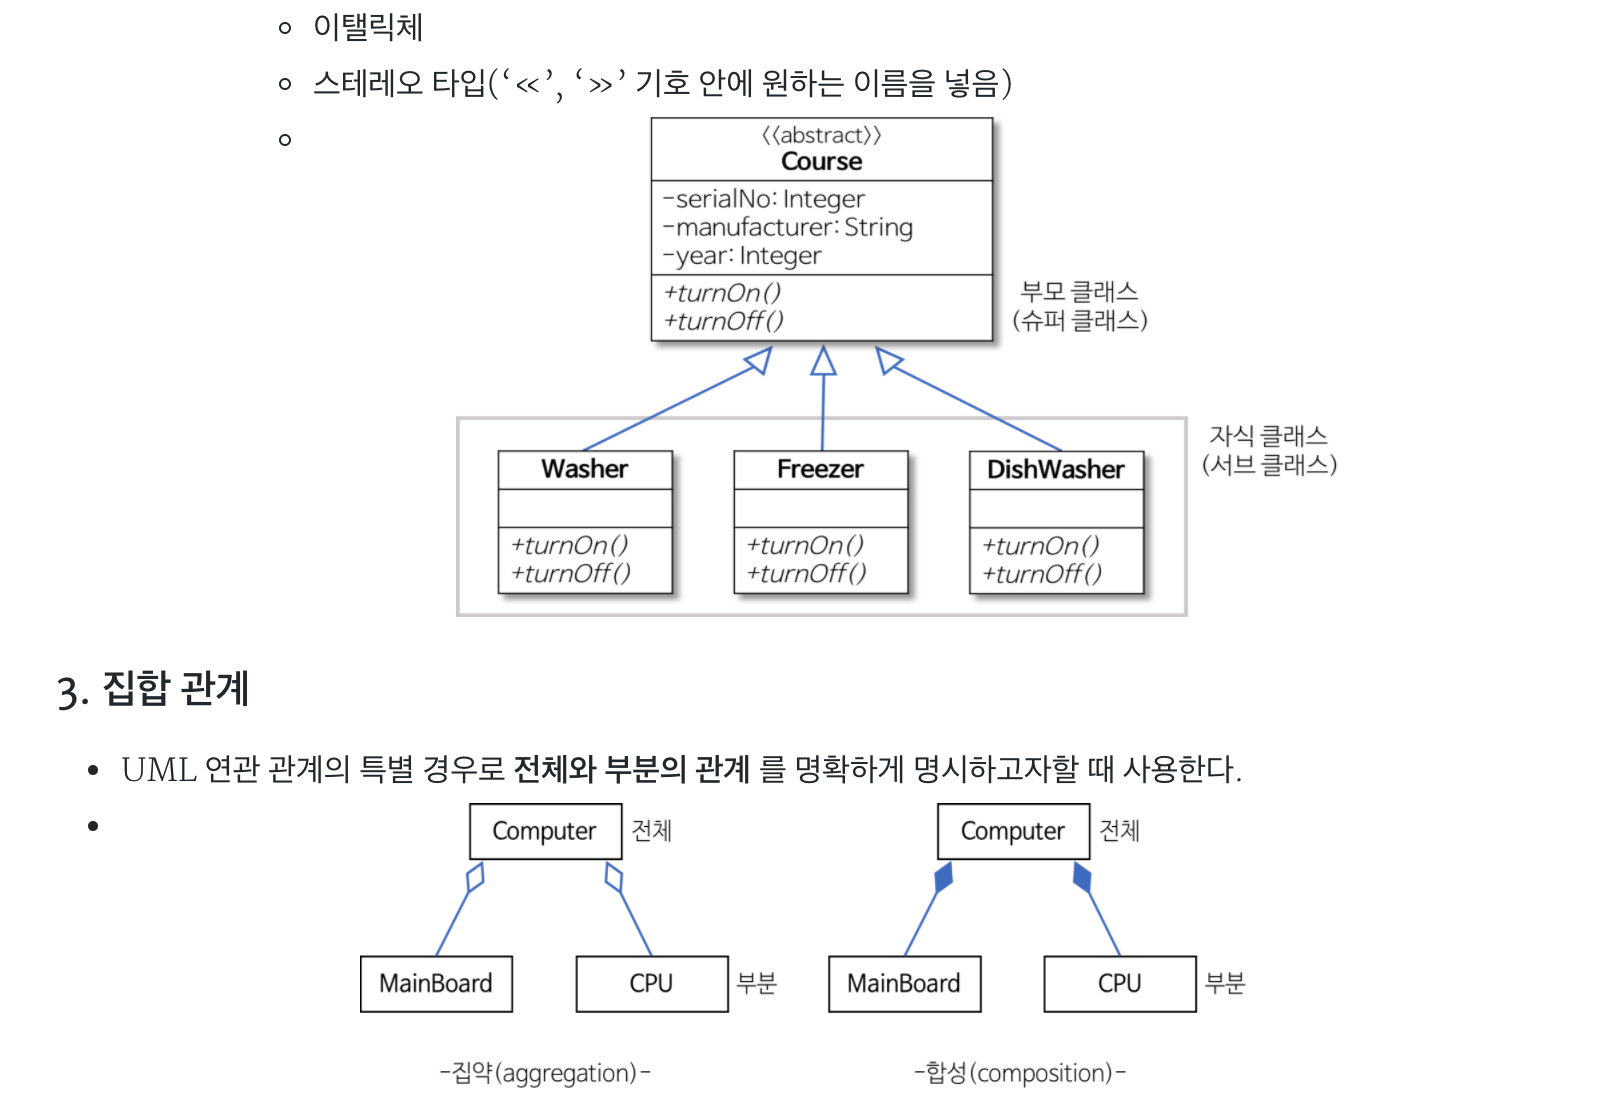 이탤릭체
스테레오 타입(‘≪’, ‘≫’ 기호 안에 원하는 이름을 넣음)
《abstract》
Course
-serialNo: Integer
-manufacturer: String
-year: Integer
+turnOn()
+turnOff()
부모 클래스
(슈퍼 클래스)
자식 클래스
(서브 클래스)
Washer
+turnOn()
+turnOff()
Freezer
+turnOn()
+turnOff()
DishWasher
+turnOn()
+turnOff()
3. 집합 관계
UML 연관 관계의 특별 경우로 전체와 부분의 관계 를 명확하게 명시하고자할 때 사용한다.
Computer 전체
MainBoard
CPU 부분
-집약(aggregation)-
Computer 전체
MainBoard
CPU 부분
-합성(composition)-